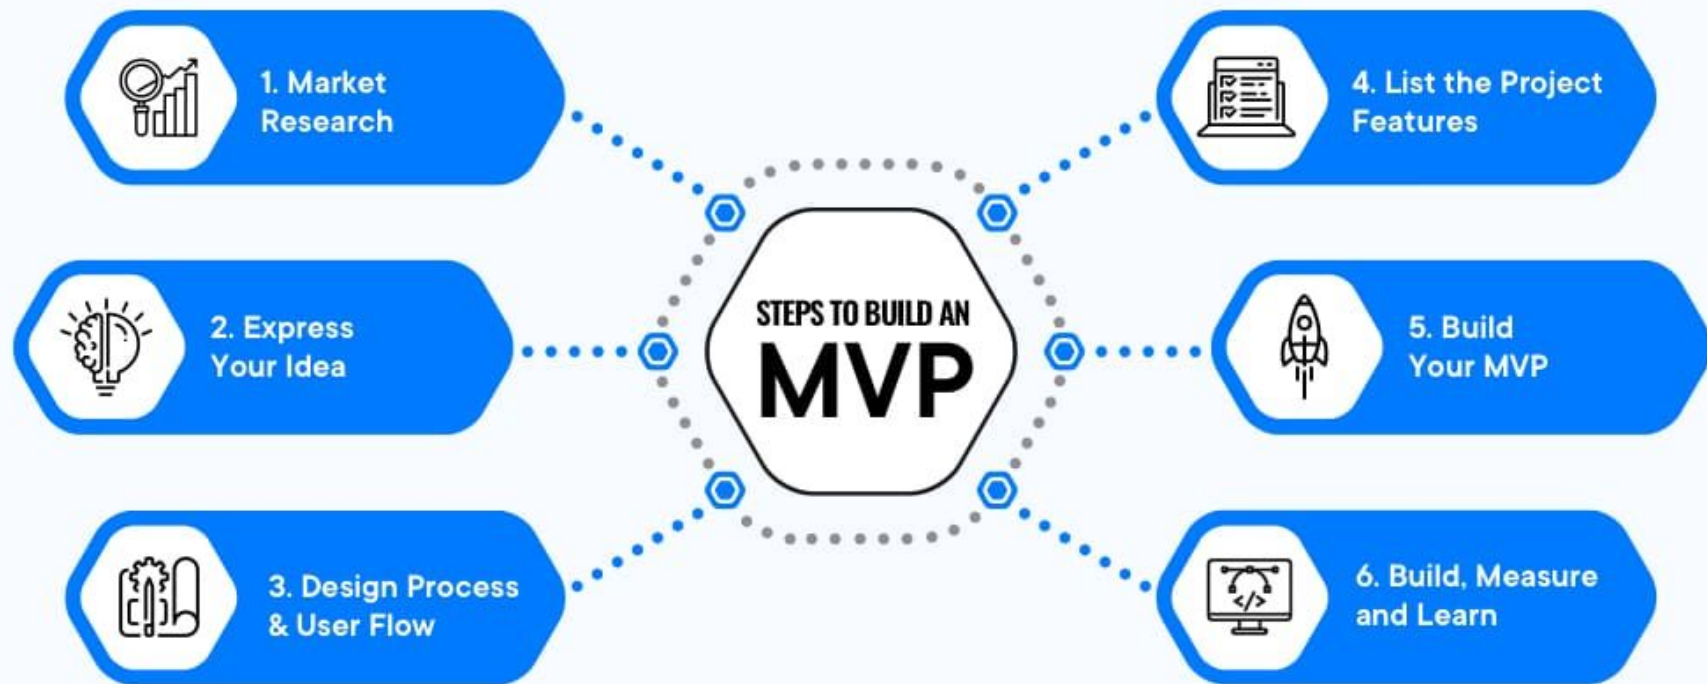 1. Market
Research
2. Express
Your Idea
3. Design Process
& User Flow
STEPS TO BUILD AN
MVP
4. List the Project
Features
5. Build
Your MVP
6. Build, Measure
and Learn